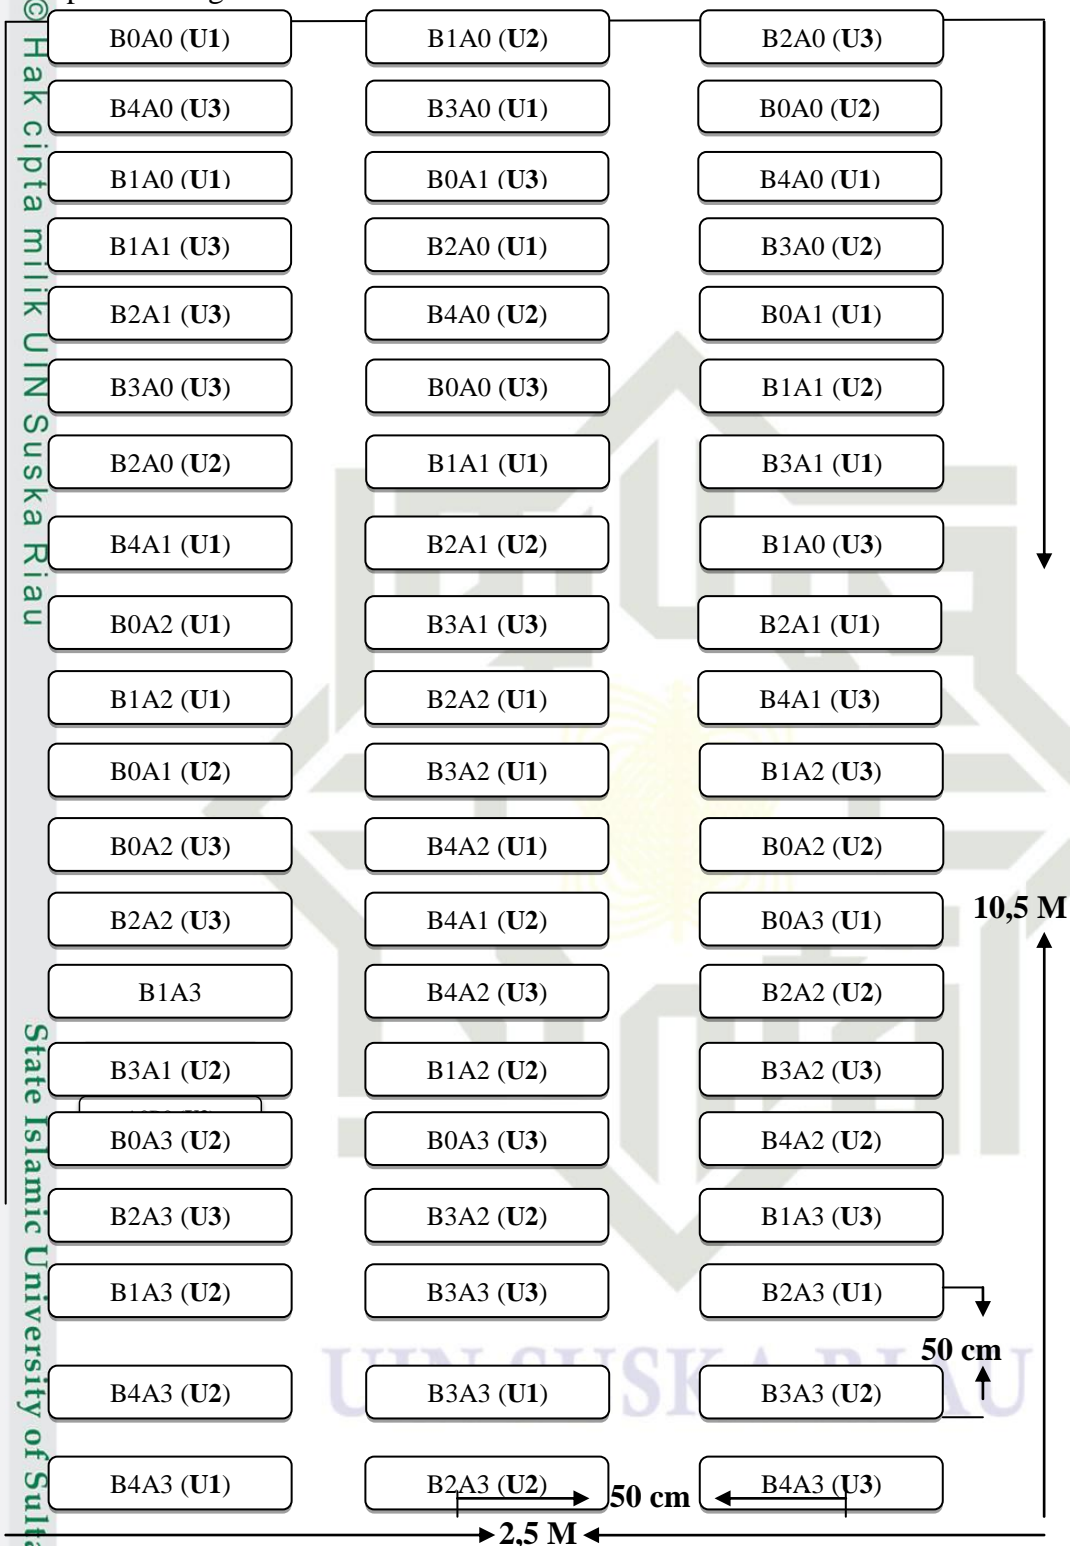 © Hak cipta milik UIN Suska Riau
State Islamic University of
B0A0 (U1) B1A0 (U2) B2A0 (U3)
B4A0 (U3) B3A0 (U1) B0A0 (U2)
B1A0 (U1) B0A1 (U3) B4A0 (U1)
B1A1 (U3) B2A0 (U1) B3A0 (U2)
B2A1 (U3) B4A0 (U2) B0A1 (U1)
B3A0 (U3) B0A0 (U3) B1A1 (U2)
B2A0 (U2) B1A1 (U1) B3A1 (U1)
B4A1 (U1) B2A1 (U2) B1A0 (U3)
B0A2 (U1) B3A1 (U3) B2A1 (U1)
B1A2 (U1) B2A2 (U1) B4A1 (U3)
B0A1 (U2) B3A2 (U1) B1A2 (U3)
B0A2 (U3) B4A2 (U1) B0A2 (U2)
B2A2 (U3) B4A1 (U2) B0A3 (U1)
10,5 M
B1A3 B4A2 (U3) B2A2 (U2)
B3A1 (U2) B1A2 (U2) B3A2 (U3)
B0A3 (U2) B0A3 (U3) B4A2 (U2)
B2A3 (U3) B3A2 (U2) B1A3 (U3)
B1A3 (U2) B3A3 (U3) B2A3 (U1)
50 cm
UIN SUSKA RIAU
B4A3 (U2) B3A3 (U1) B3A3 (U2)
B4A3 (U1) B2A3 (U2) B4A3 (U3)
50 cm
2,5 M